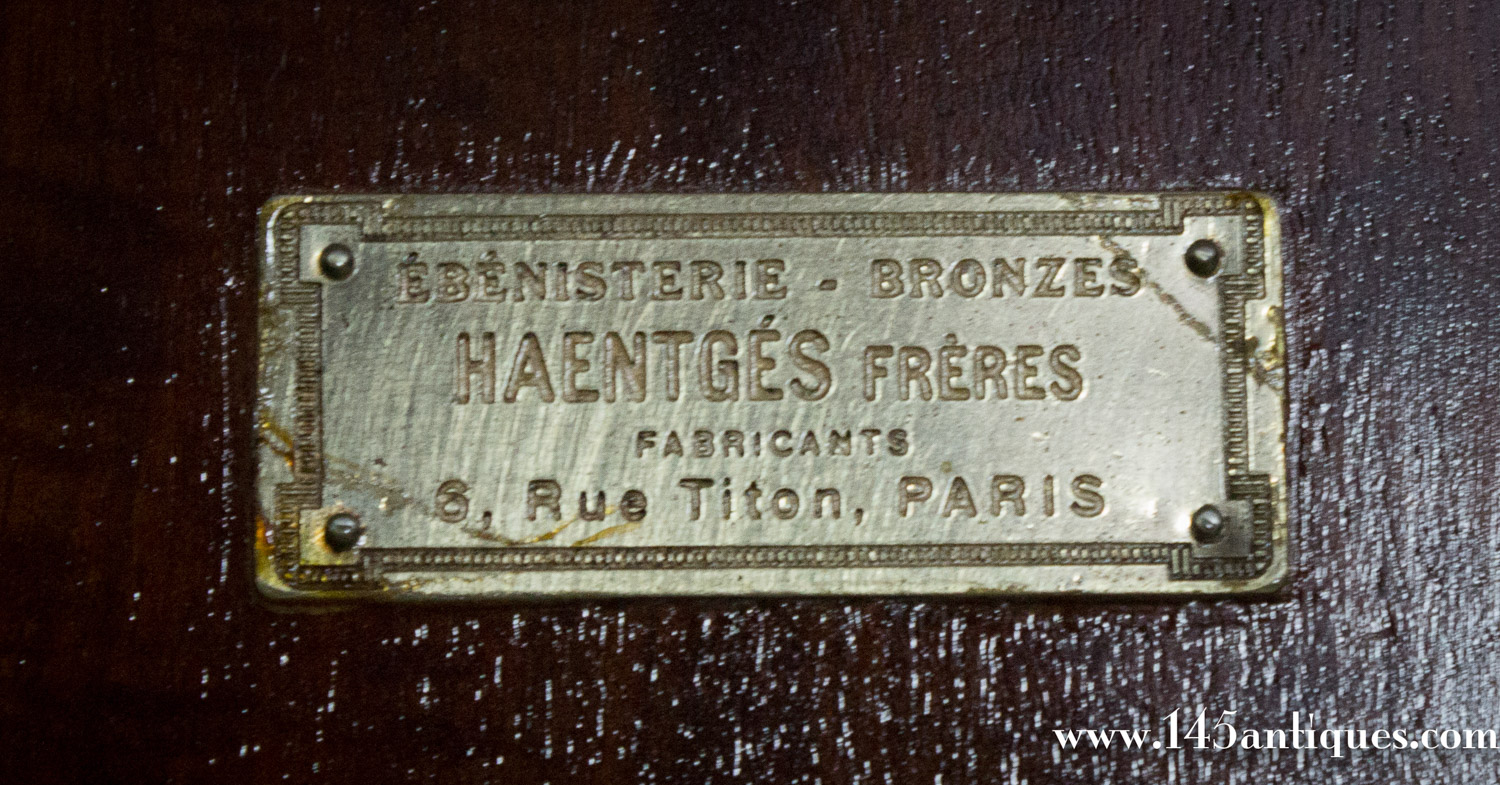 ÉBÉNISTERIE - BRONZES
HAENTGÉS FRÈRES
FABRICANTS
6, Rue Titon, PARIS
www.145antiques.com